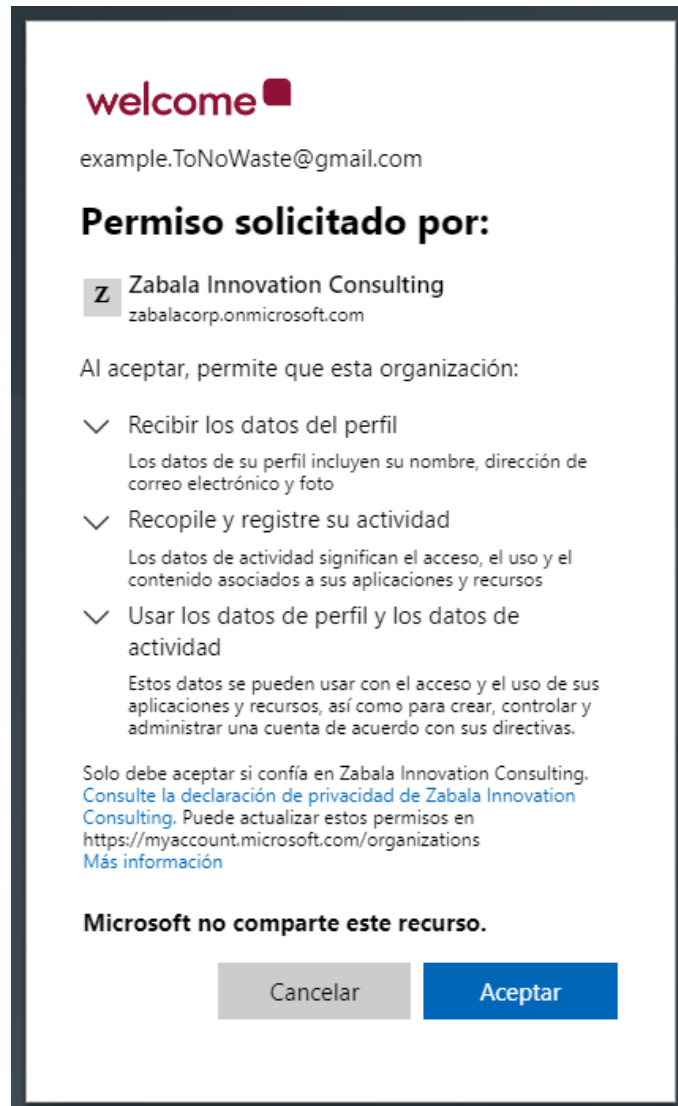 welcome
example.ToNoWaste@gmail.com
Permiso solicitado por:
Z
Zabala Innovation Consulting
zabalacorp.onmicrosoft.com
Al aceptar, permite que esta organización:
Recibir los datos del perfil
Los datos de su perfil incluyen su nombre, dirección de
correo electrónico y foto
Recopile y registre su actividad
Los datos de actividad significan el acceso, el uso y el
contenido asociados a sus aplicaciones y recursos
Usar los datos de perfil y los datos de
actividad
Estos datos se pueden usar con el acceso y el uso de sus
aplicaciones y recursos, así como para crear, controlar y
administrar una cuenta de acuerdo con sus directivas.
Solo debe aceptar si confía en Zabala Innovation Consulting.
Consulte la declaración de privacidad de Zabala Innovation
Consulting. Puede actualizar estos permisos en
https://myaccount.microsoft.com/organizations
Más información
Microsoft no comparte este recurso.
Cancelar
Aceptar